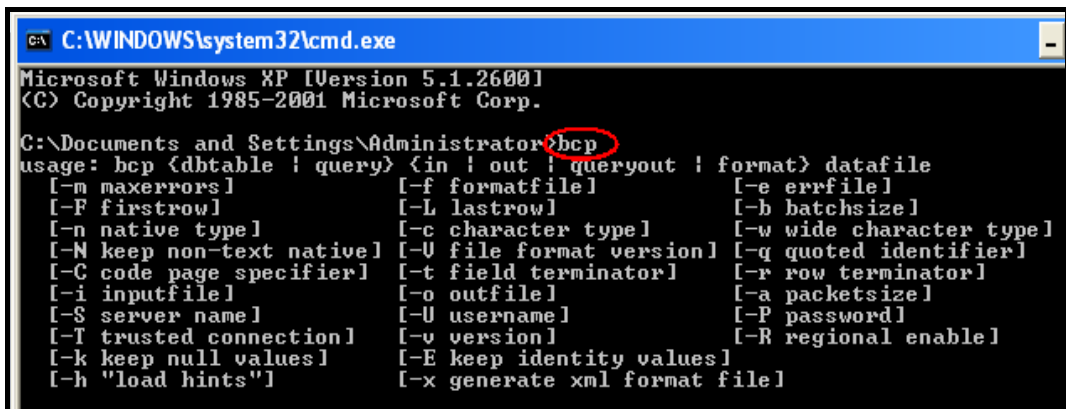 C:\WINDOWS\system32\cmd.exe
Microsoft Windows XP [Version 5.1.2600]
(C) Copyright 1985-2001 Microsoft Corp.
C:\Documents and Settings\Administrator>bcp
usage: bcp {dbtable | query} {in | out | queryout | format} datafile
[-m maxerrors] [-f formatfile] [-e errfile]
[-F firstrow] [-L lastrow] [-b batchsize]
[-n native type] [-c character type] [-w wide character type]
[-N keep non-text native] [-V file format version] [-q quoted identifier]
[-C code page specifier] [-t field terminator] [-r row terminator]
[-i inputfile] [-o outfile] [-a packetsize]
[-S server name] [-U username] [-P password]
[-T trusted connection] [-v version] [-R regional enable]
[-k keep null values] [-E keep identity values]
[-h "load hints"] [-x generate xml format file]